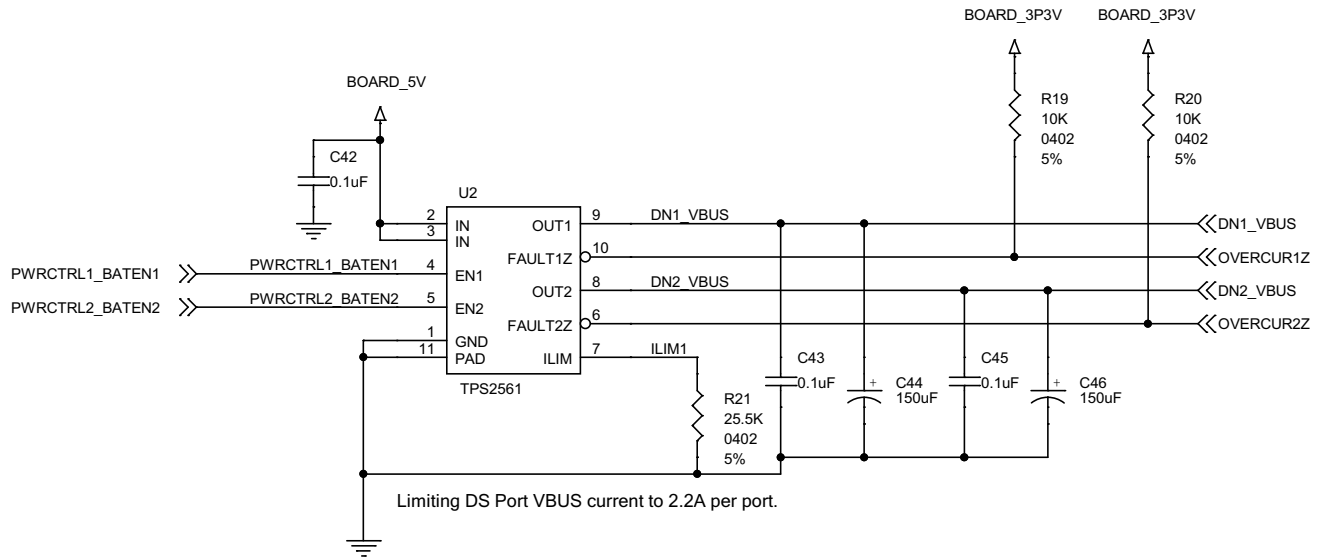 BOARD_3P3V
BOARD_3P3V
BOARD_5V
R19
10K
0402
5%
R20
10K
0402
5%
C42
0.1uF
U2
2
IN
3
IN
PWRCTRL1_BATEN1
PWRCTRL1_BATEN1
4
EN1
PWRCTRL2_BATEN2
PWRCTRL2_BATEN2
5
EN2
1
GND
11
PAD
OUT1
9
DN1_VBUS
DN1_VBUS
FAULT1Z
10
OVERCUR1Z
OUT2
8
DN2_VBUS
DN2_VBUS
FAULT2Z
6
OVERCUR2Z
ILIM
7
ILIM1
TPS2561
R21
25.5K
0402
5%
C43
0.1uF
+
C44
150uF
C45
0.1uF
+
C46
150uF
Limiting DS Port VBUS current to 2.2A per port.